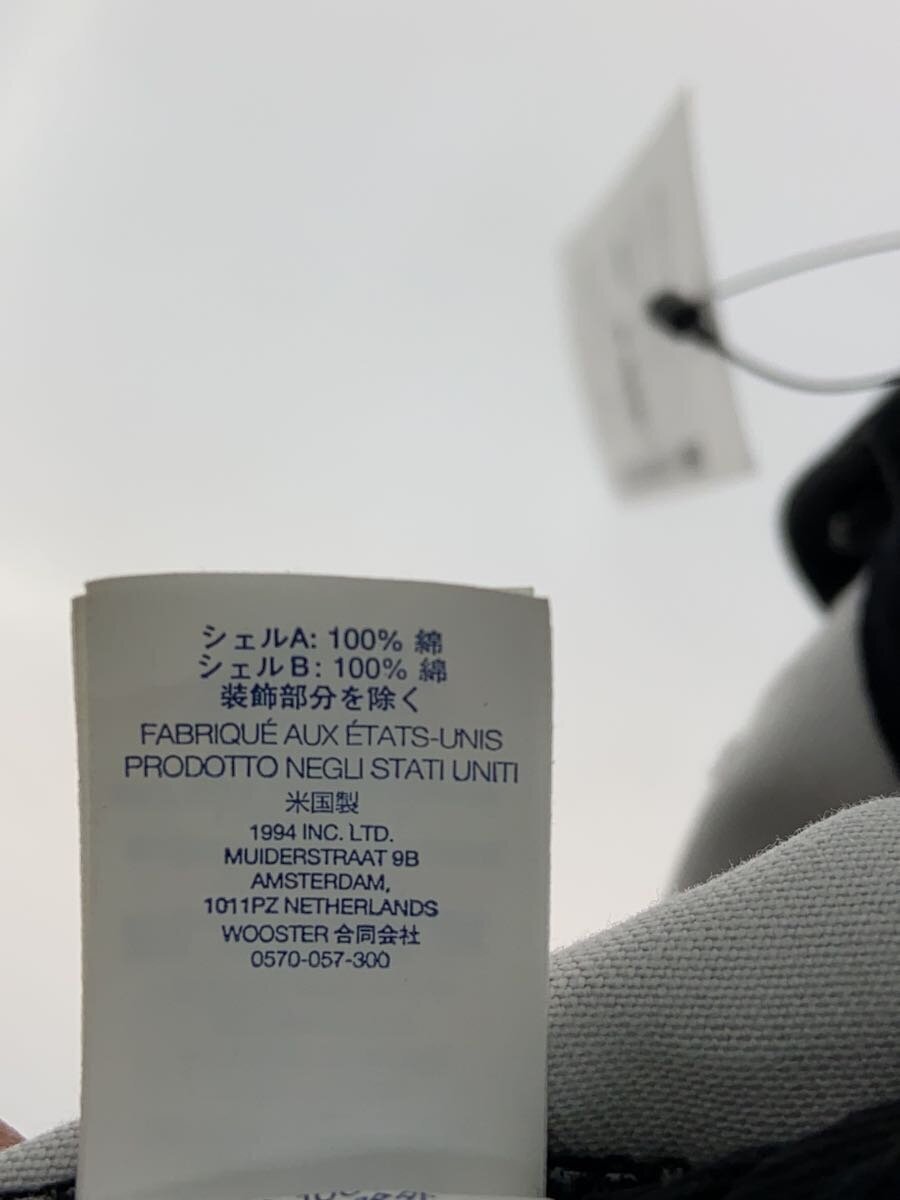 シェルA: 100% 綿
シェルB: 100% 綿
装飾部分を除く
FABRIQUÉ AUX ÉTATS-UNIS
PRODOTTO NEGLI STATI UNITI
米国製
1994 INC. LTD.
MUIDERSTRAAT 9B
AMSTERDAM,
1011PZ NETHERLANDS
WOOSTER 合同会社
0570-057-300